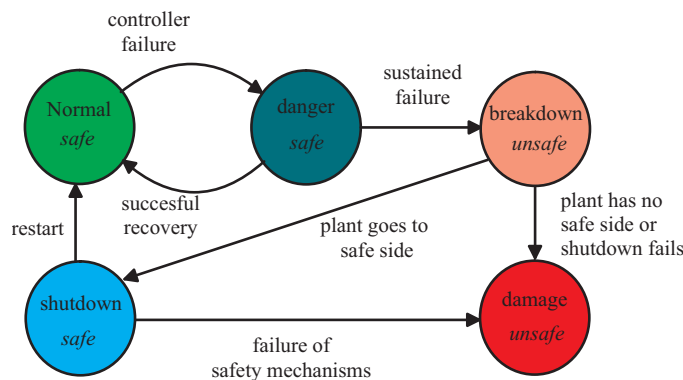 controller
failure
sustained
failure
Normal
safe
danger
safe
breakdown
unsafe
succesful
recovery
restart
plant goes to
safe side
plant has no
safe side or
shutdown fails
shutdown
safe
damage
unsafe
failure of
safety mechanisms